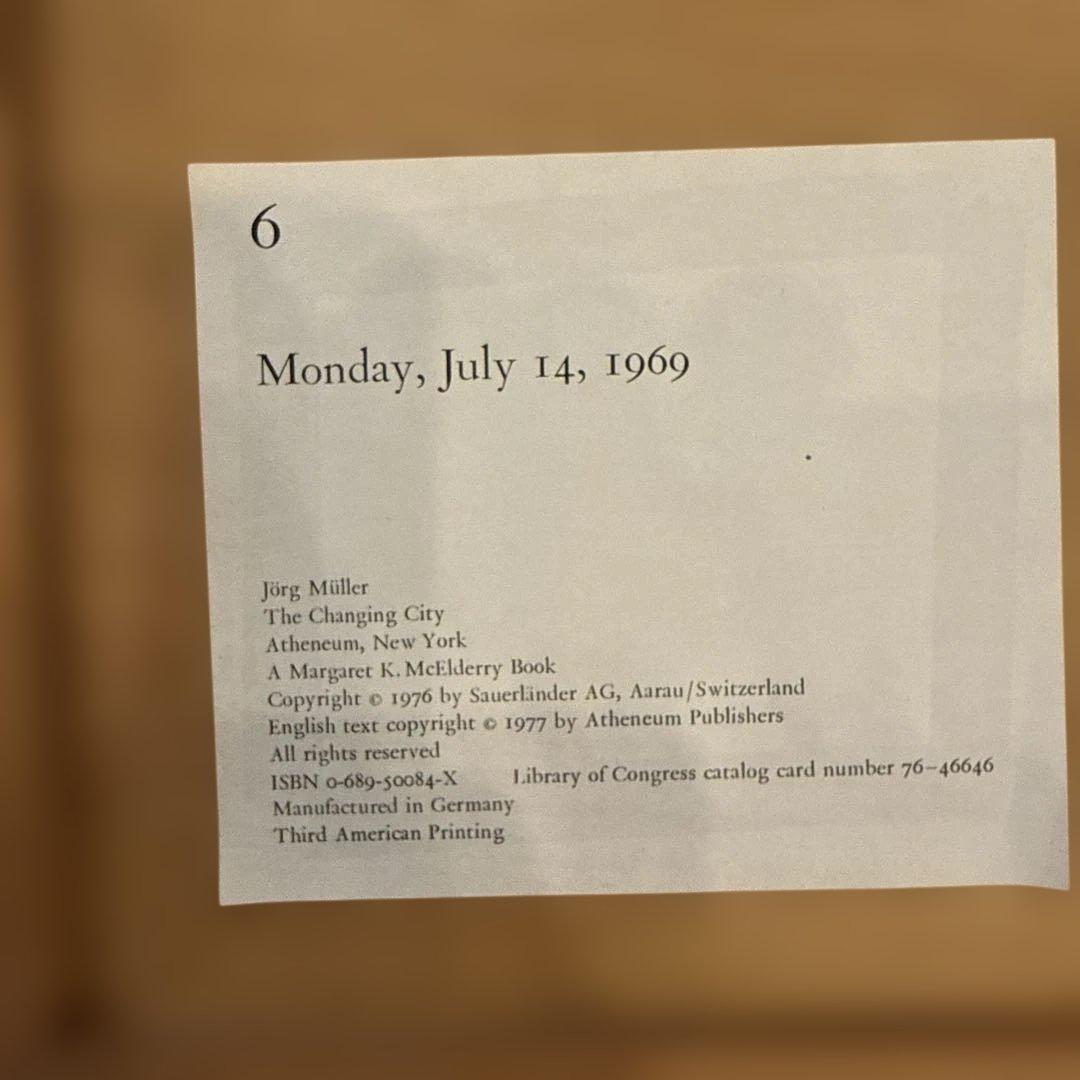 6
Monday, July 14, 1969
Jörg Müller
The Changing City
Atheneum, New York
A Margaret K. McElderry Book
Copyright © 1976 by Sauerländer AG, Aarau/Switzerland
English text copyright © 1977 by Atheneum Publishers
All rights reserved
ISBN 0-689-50084-X Library of Congress catalog card number 76–46646
Manufactured in Germany
Third American Printing